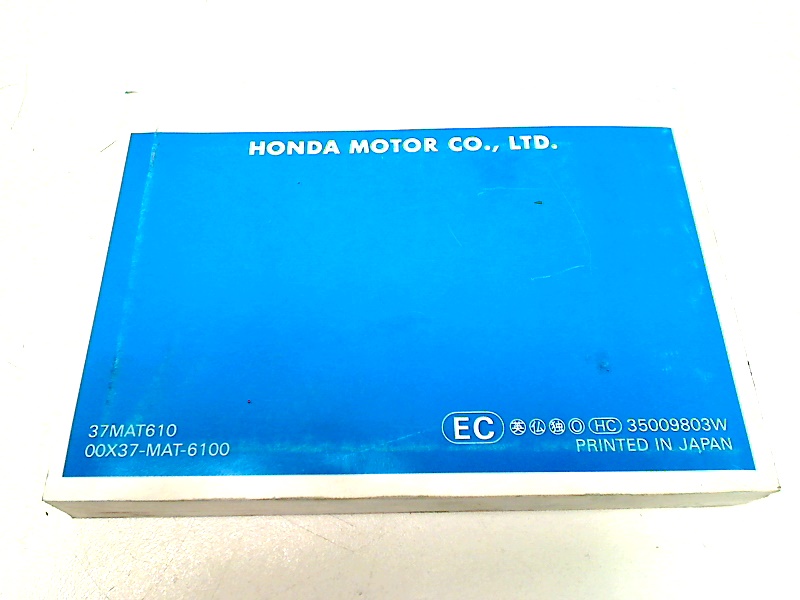 HONDA MOTOR CO., LTD.
37MAT610
00X37-MAT-6100
EC 英 仏 独 O HC 35009803W
PRINTED IN JAPAN